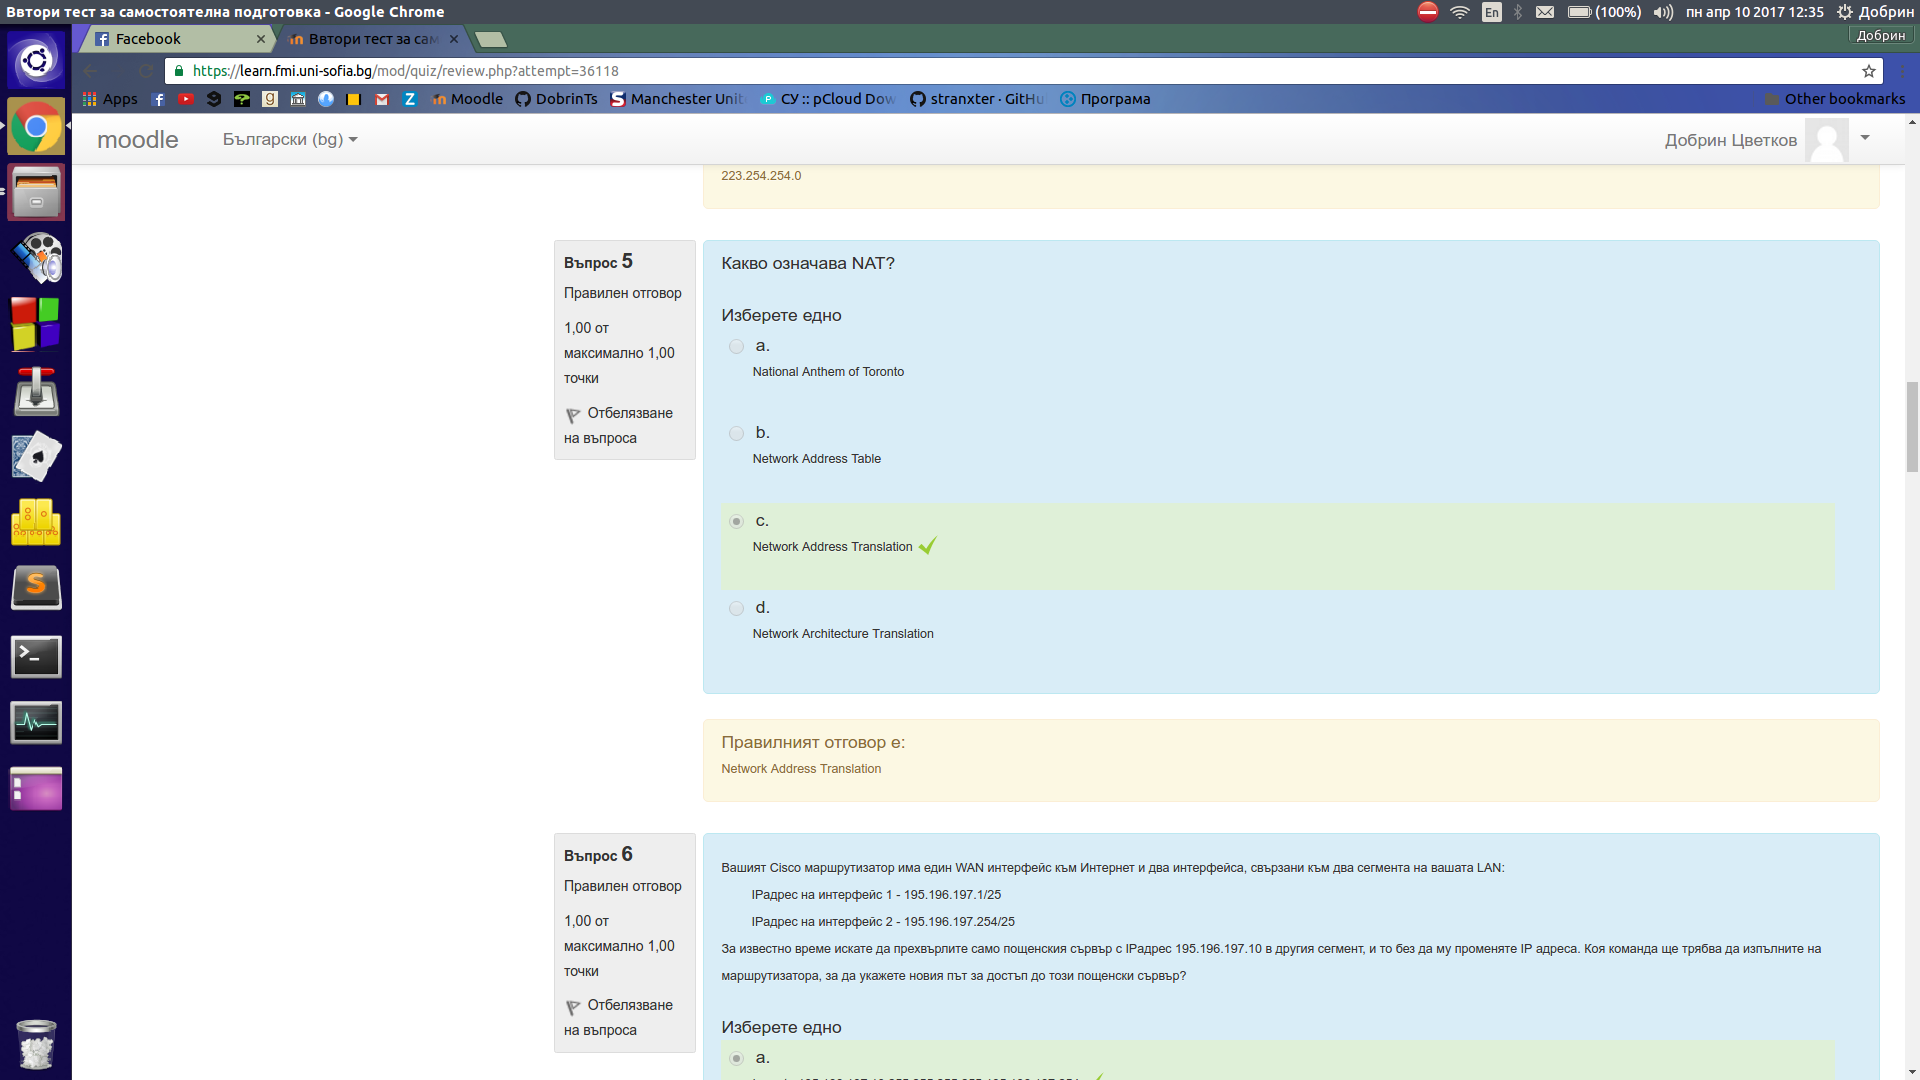 Ввтори тест за самостоятелна подготовка - Google Chrome
En (100%) пн апр 10 2017 12:35 Добрин
Facebook
Ввтори тест за сам
Добрин
https://learn.fmi.uni-sofia.bg/mod/quiz/review.php?attempt=36118
Apps Moodle DobrinTs Manchester Unit СУ :: pCloud Dow stranxter · GitHu Програма Other bookmarks
moodle Български (bg) Добрин Цветков
223.254.254.0
Въпрос 5
Правилен отговор
1,00 от
максимално 1,00
точки
Отбелязване
на въпроса
Какво означава NAT?
Изберете едно
a.
National Anthem of Toronto
b.
Network Address Table
c.
Network Address Translation
d.
Network Architecture Translation
Правилният отговор е:
Network Address Translation
Въпрос 6
Правилен отговор
1,00 от
максимално 1,00
точки
Отбелязване
на въпроса
Вашият Cisco маршрутизатор има един WAN интерфейс към Интернет и два интерфейса, свързани към два сегмента на вашата LAN:
IPадрес на интерфейс 1 - 195.196.197.1/25
IPадрес на интерфейс 2 - 195.196.197.254/25
За известно време искате да прехвърлите само пощенския сървър с IPадрес 195.196.197.10 в другия сегмент, и то без да му променяте IP адреса. Коя команда ще трябва да изпълните на
маршрутизатора, за да укажете новия път за достъп до този пощенски сървър?
Изберете едно
a.